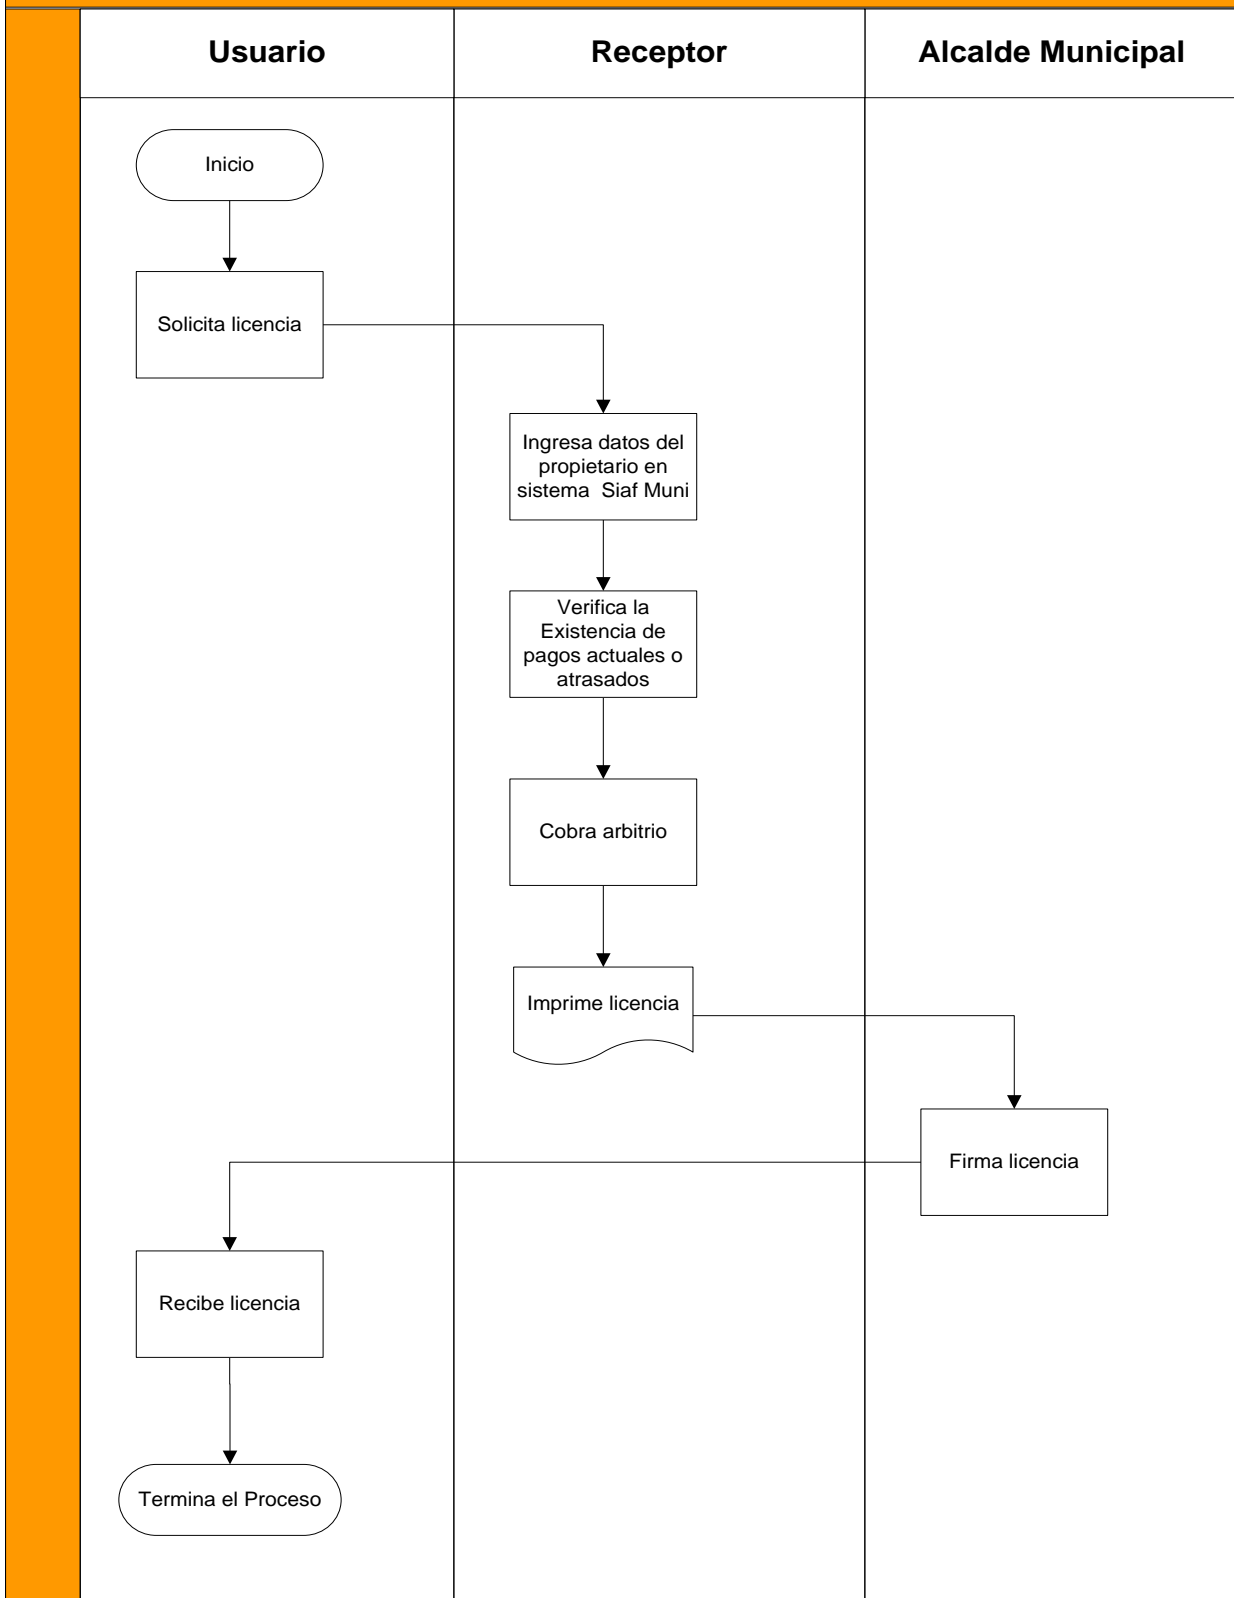 Usuario
Receptor
Alcalde Municipal
Inicio
Solicita licencia
Ingresa datos del
propietario en
sistema  Siaf Muni
Verifica la
Existencia de
pagos actuales o
atrasados
Cobra arbitrio
Imprime licencia
Firma licencia
Recibe licencia
Termina el Proceso